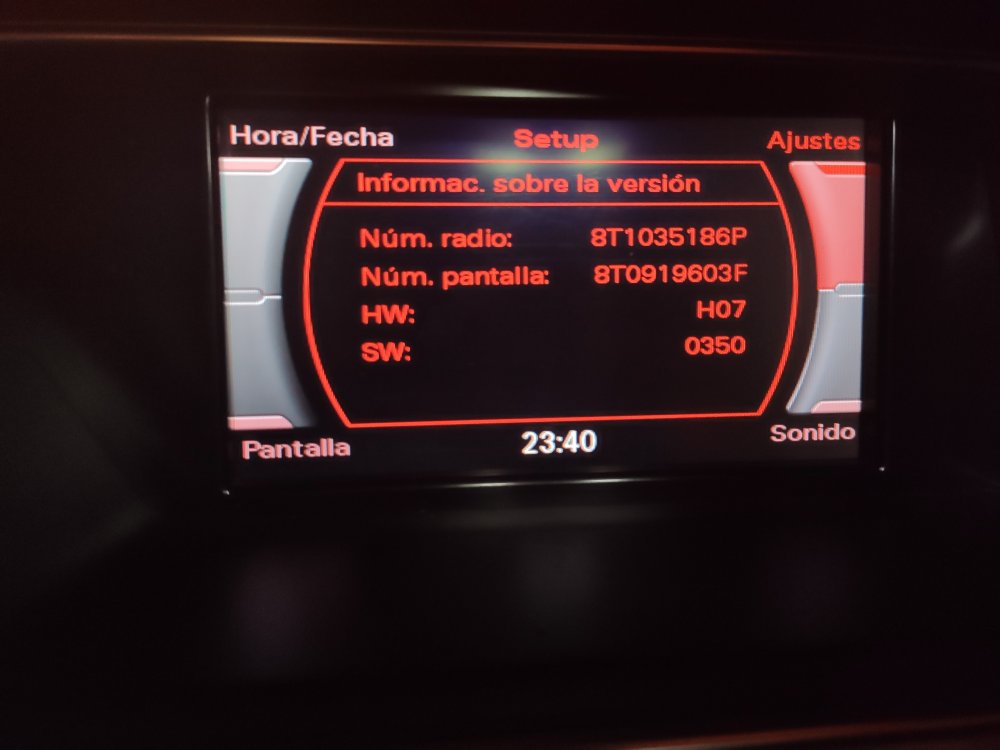 Hora/Fecha Setup Ajustes
Informac. sobre la versión
Núm. radio: 8T1035186P
Núm. pantalla: 8T0919603F
HW: H07
SW: 0350
Pantalla 23:40 Sonido